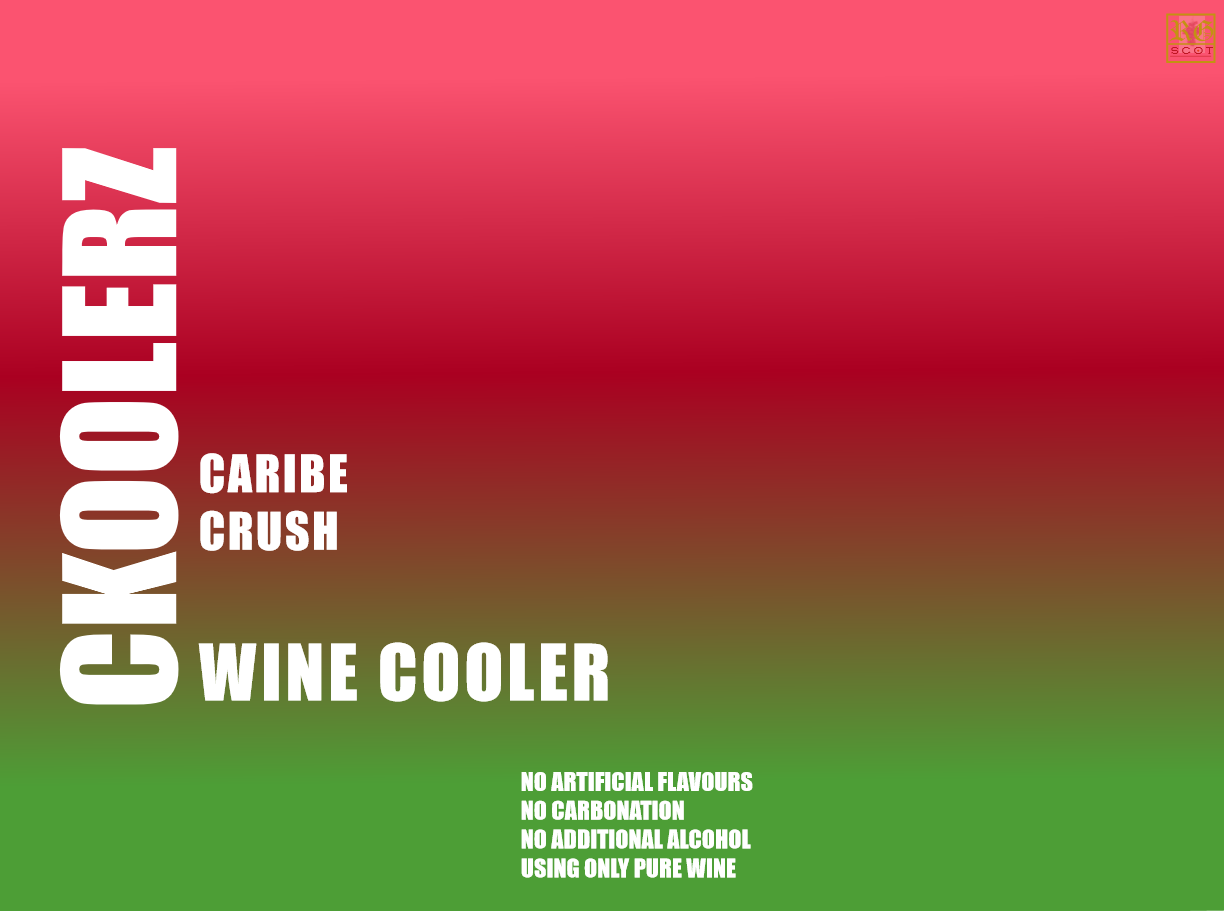 SCOT
CKOOLERZ
CARIBE
CRUSH
WINE COOLER
NO ARTIFICIAL FLAVOURS
NO CARBONATION
NO ADDITIONAL ALCOHOL
USING ONLY PURE WINE